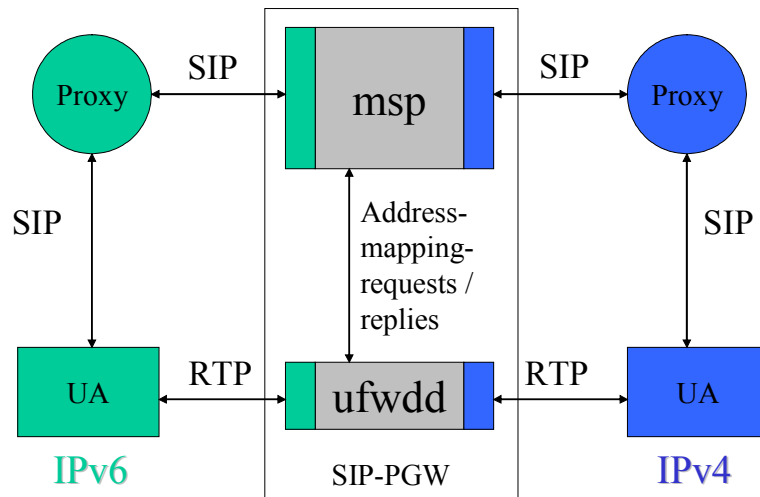 SIP
SIP
Proxy
msp
Proxy
SIP
Address-
mapping-
requests /
replies
SIP
RTP
RTP
UA
ufwdd
UA
IPv6
SIP-PGW
IPv4